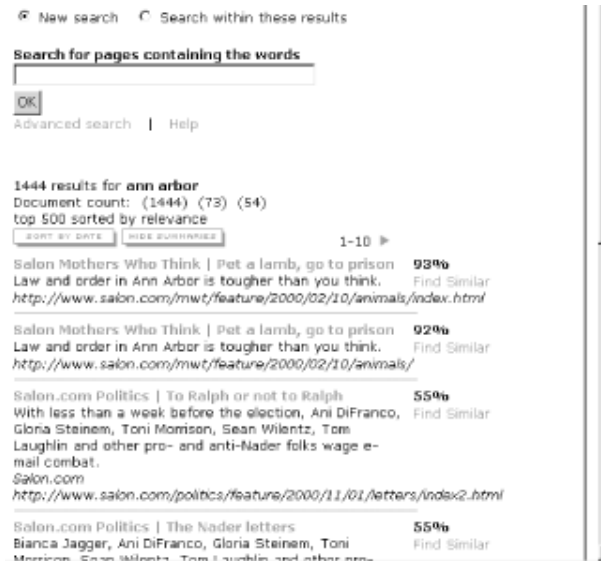 New search Search within these results
Search for pages containing the words
OK
Advanced search | Help
1444 results for ann arbor
Document count: (1444) (73) (54)
top 500 sorted by relevance
SORT BY DATE HIDE SUMMARIES 1-10
Salon Mothers Who Think | Pet a lamb, go to prison 93%
Law and order in Ann Arbor is tougher than you think. Find Similar
http://www.salon.com/mwt/feature/2000/02/10/animals/index.html
Salon Mothers Who Think | Pet a lamb, go to prison 92%
Law and order in Ann Arbor is tougher than you think. Find Similar
http://www.salon.com/mwt/feature/2000/02/10/animals/
Salon.com Politics | To Ralph or not to Ralph 55%
With less than a week before the election, Ani DiFranco, Find Similar
Gloria Steinem, Toni Morrison, Sean Wilentz, Tom
Laughlin and other pro- and anti-Nader folks wage e-
mail combat.
Salon.com
http://www.salon.com/politics/feature/2000/11/01/letters/index2.html
Salon.com Politics | The Nader letters 55%
Bianca Jagger, Ani DiFranco, Gloria Steinem, Toni Find Similar
Morrison, Sean Wilentz, Tom Laughlin and other pro-